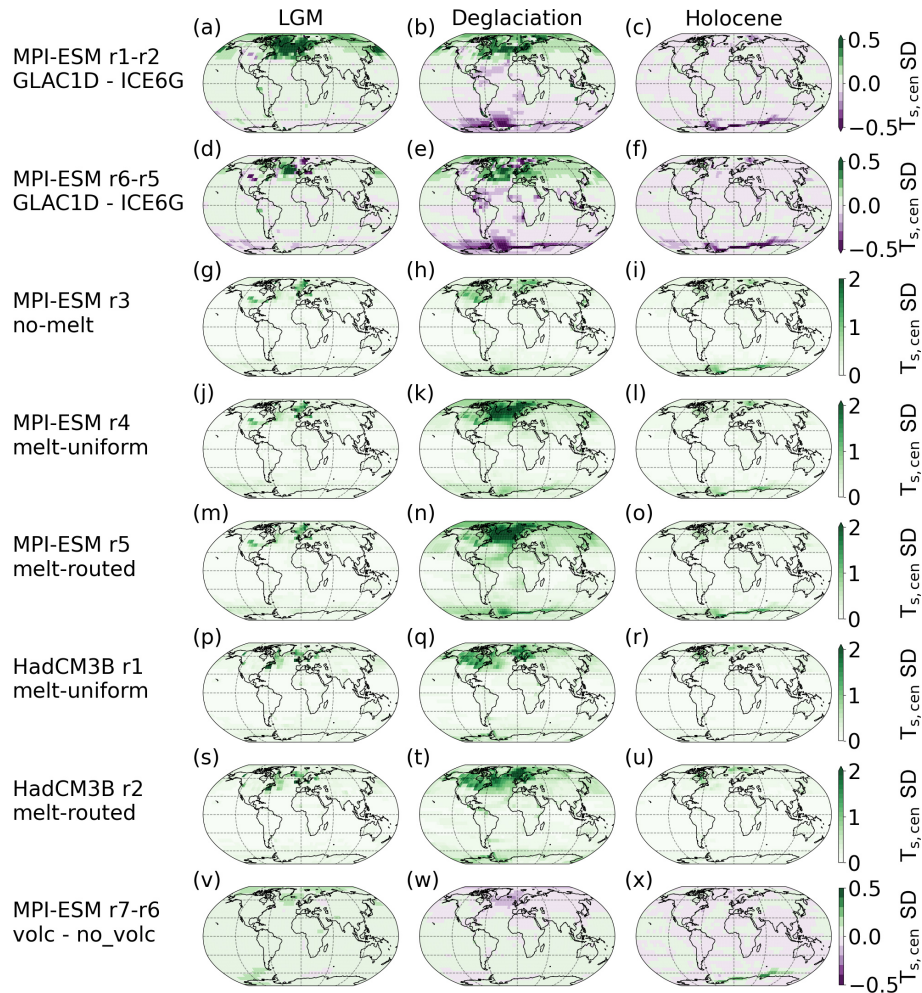 LGM Deglaciation Holocene
(a) (b) (c)
MPI-ESM r1-r2
GLAC1D - ICE6G
0.5
0.0
−0.5
Ts, cen SD
(d) (e) (f)
MPI-ESM r6-r5
GLAC1D - ICE6G
0.5
0.0
−0.5
Ts, cen SD
(g) (h) (i)
MPI-ESM r3
no-melt
2
1
0
Ts, cen SD
(j) (k) (l)
MPI-ESM r4
melt-uniform
2
1
0
Ts, cen SD
(m) (n) (o)
MPI-ESM r5
melt-routed
2
1
0
Ts, cen SD
(p) (q) (r)
HadCM3B r1
melt-uniform
2
1
0
Ts, cen SD
(s) (t) (u)
HadCM3B r2
melt-routed
2
1
0
Ts, cen SD
(v) (w) (x)
MPI-ESM r7-r6
volc - no_volc
0.5
0.0
−0.5
Ts, cen SD